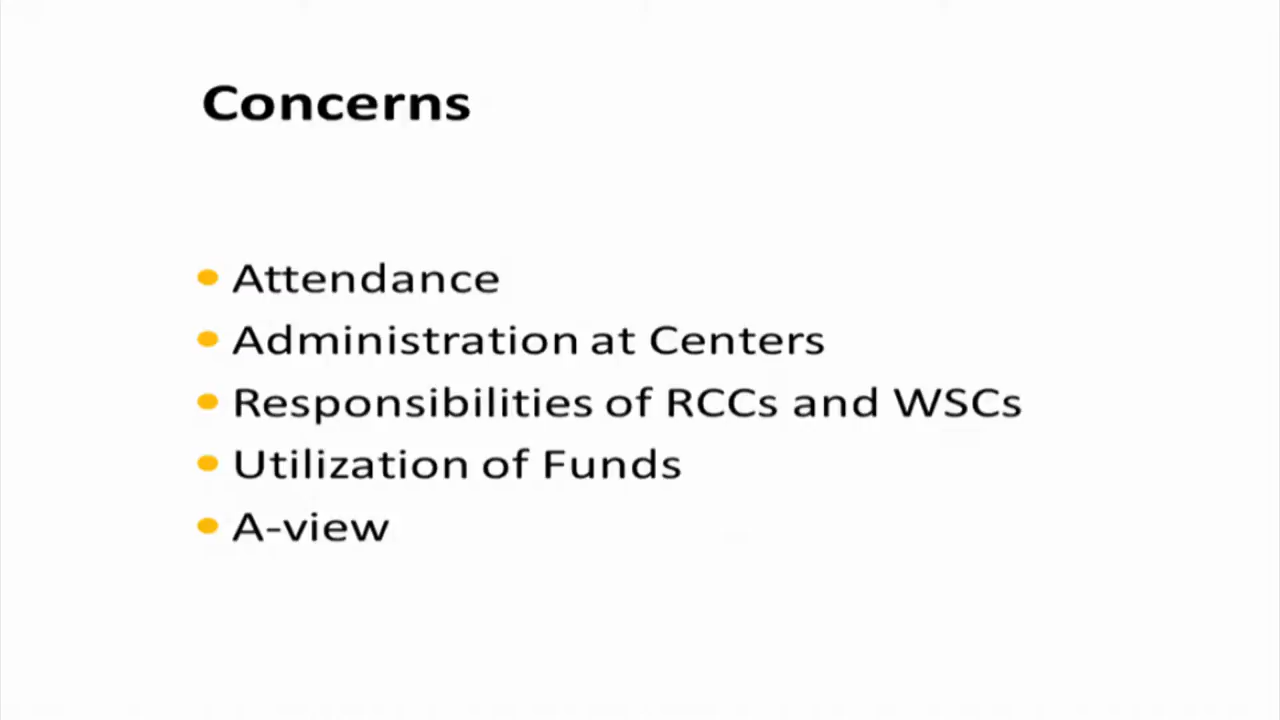 Concerns
Attendance
Administration at Centers
Responsibilities of RCCs and WSCs
Utilization of Funds
A-view